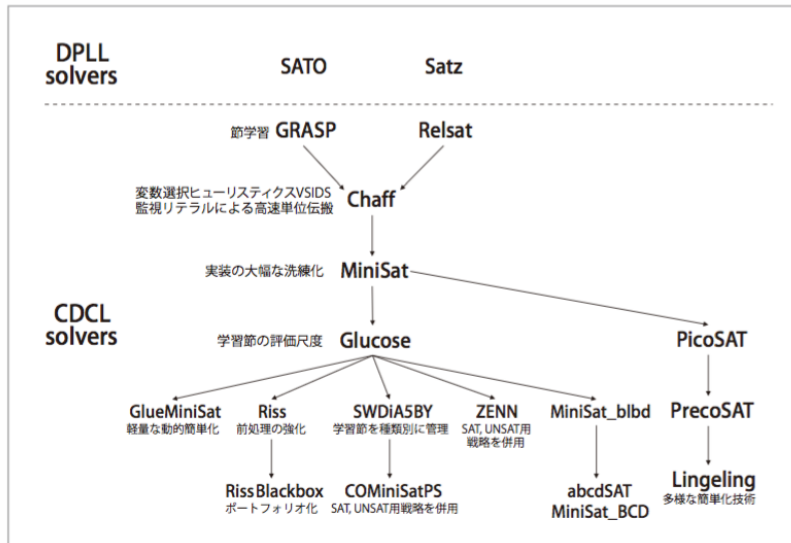 DPLL
solvers
SATO
Satz
節学習 GRASP
Relsat
変数選択ヒューリスティクスVSIDS
監視リテラルによる高速単位伝搬
Chaff
実装の大幅な洗練化
MiniSat
CDCL
solvers
学習節の評価尺度
Glucose
PicoSAT
GlueMiniSat
軽量な動的簡単化
Riss
前処理の強化
SWDiA5BY
学習節を種類別に管理
ZENN
SAT, UNSAT用
戦略を併用
MiniSat_blbd
PrecoSAT
RissBlackbox
ポートフォリオ化
COMiniSatPS
SAT, UNSAT用戦略を併用
abcdSAT
MiniSat_BCD
Lingeling
多様な簡単化技術